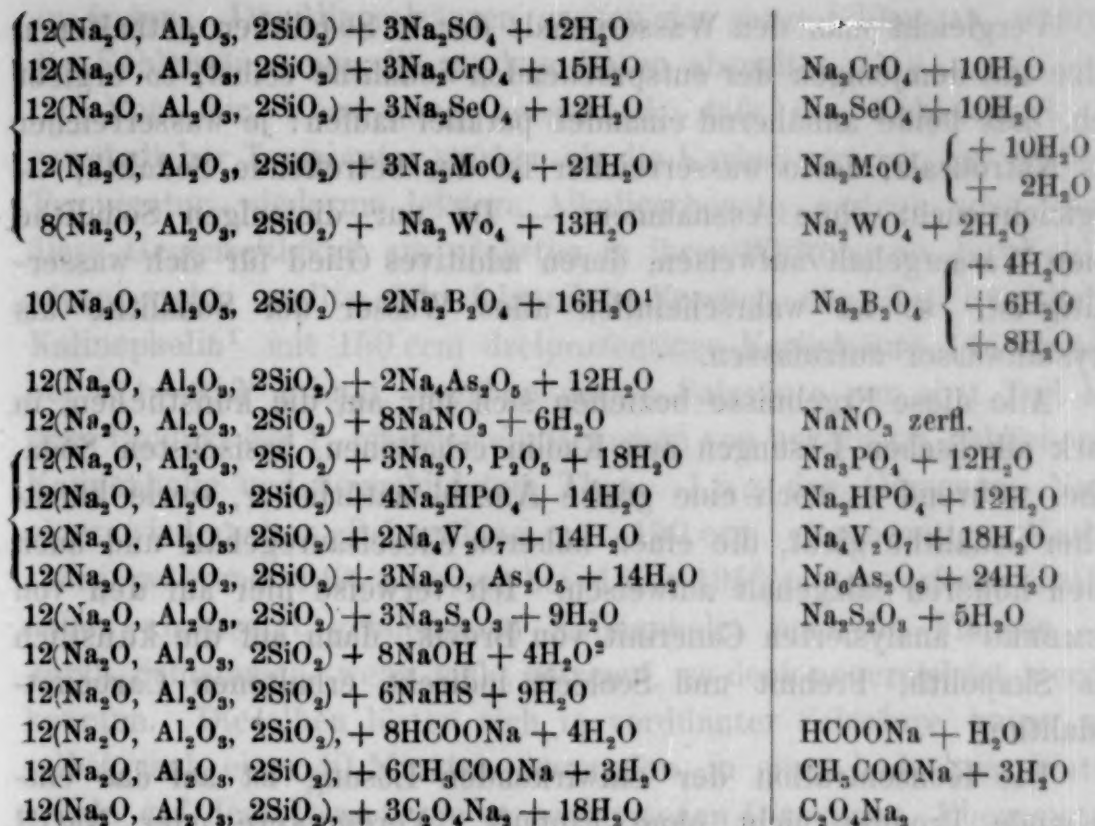 12(Na₂O, Al₂O₃, 2SiO₂) + 3Na₂SO₄ + 12H₂O
12(Na₂O, Al₂O₃, 2SiO₂) + 3Na₂CrO₄ + 15H₂O Na₂CrO₄ + 10H₂O
12(Na₂O, Al₂O₃, 2SiO₂) + 3Na₂SeO₄ + 12H₂O Na₂SeO₄ + 10H₂O
12(Na₂O, Al₂O₃, 2SiO₂) + 3Na₂MoO₄ + 21H₂O Na₂MoO₄ { + 10H₂O
+ 2H₂O
8(Na₂O, Al₂O₃, 2SiO₂) + Na₂Wo₄ + 13H₂O Na₂WO₄ + 2H₂O
10(Na₂O, Al₂O₃, 2SiO₂) + 2Na₂B₂O₄ + 16H₂O¹ Na₂B₂O₄ { + 4H₂O
+ 6H₂O
+ 8H₂O
12(Na₂O, Al₂O₃, 2SiO₂) + 2Na₄As₂O₅ + 12H₂O
12(Na₂O, Al₂O₃, 2SiO₂) + 8NaNO₃ + 6H₂O NaNO₃ zerfl.
12(Na₂O, Al₂O₃, 2SiO₂) + 3Na₂O, P₂O₅ + 18H₂O Na₃PO₄ + 12H₂O
12(Na₂O, Al₂O₃, 2SiO₂) + 4Na₂HPO₄ + 14H₂O Na₂HPO₄ + 12H₂O
12(Na₂O, Al₂O₃, 2SiO₂) + 2Na₄V₂O₇ + 14H₂O Na₄V₂O₇ + 18H₂O
12(Na₂O, Al₂O₃, 2SiO₂) + 3Na₂O, As₂O₅ + 14H₂O Na₆As₂O₈ + 24H₂O
12(Na₂O, Al₂O₃, 2SiO₂) + 3Na₂S₂O₃ + 9H₂O Na₂S₂O₃ + 5H₂O
12(Na₂O, Al₂O₃, 2SiO₂) + 8NaOH + 4H₂O²
12(Na₂O, Al₂O₃, 2SiO₂) + 6NaHS + 9H₂O
12(Na₂O, Al₂O₃, 2SiO₂) + 8HCOONa + 4H₂O HCOONa + H₂O
12(Na₂O, Al₂O₃, 2SiO₂) + 6CH₃COONa + 3H₂O CH₃COONa + 3H₂O
12(Na₂O, Al₂O₃, 2SiO₂) + 3C₂O₄Na₂ + 18H₂O C₂O₄Na₂